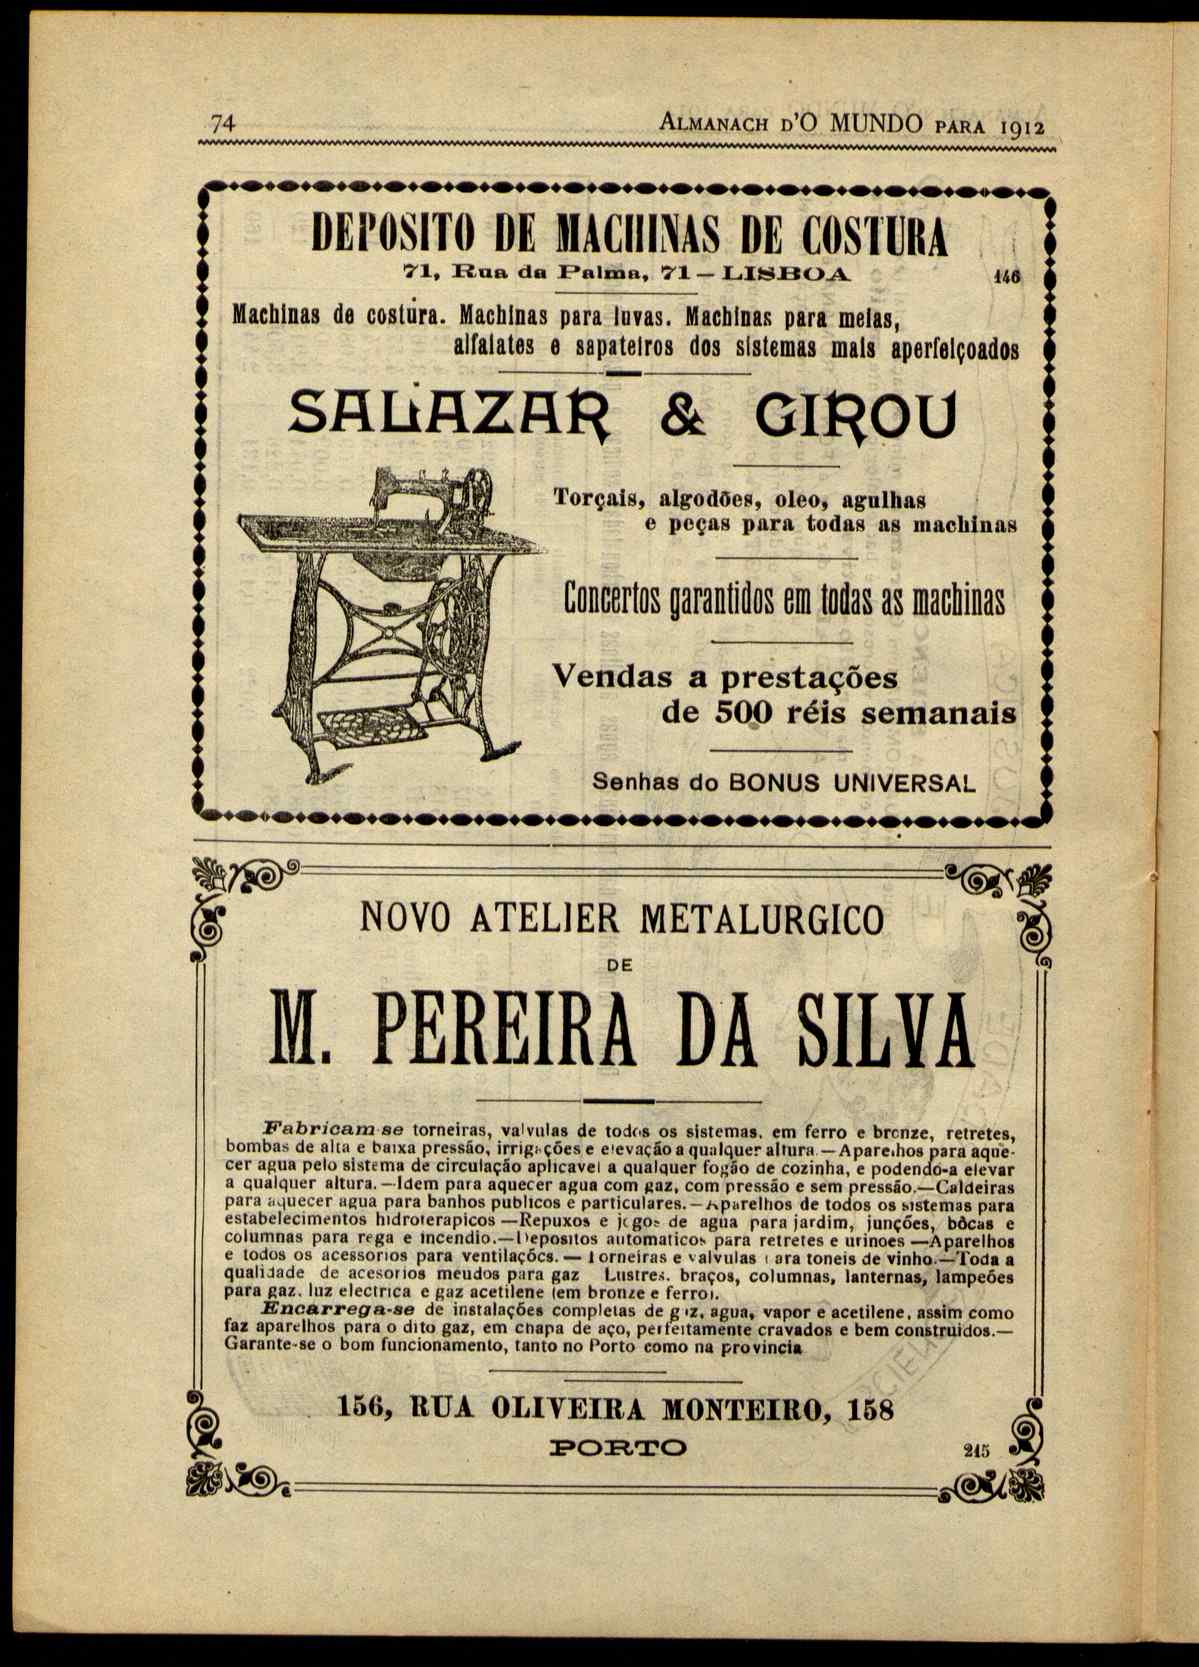 74
ALMANACH D'O MUNDO PARA 1912
DEPOSITO DE MACHINAS DE COSTURA
71, Rua da Palma, 71 — LISBOA
146
Machinas de costura. Machinas para luvas. Machinas para meias,
alfaiates e sapateiros dos sistemas mais aperfeiçoados
SALAZAR & GIROU
Torçais, algodões, oleo, agulhas
e peças para todas as machinas
Concertos garantidos em todas as machinas
Vendas a prestações
de 500 réis semanais
Senhas do BONUS UNIVERSAL
NOVO ATELIER METALURGICO
DE
M. PEREIRA DA SILVA
Fabricam-se torneiras, valvulas de todos os sistemas, em ferro e bronze, retretes,
bombas de alta e baixa pressão, irrigações e elevação a qualquer altura.—Aparelhos para aque-
cer agua pelo sistema de circulação aplicavel a qualquer fogão de cozinha, e podendo-a elevar
a qualquer altura.—Idem para aquecer agua com gaz, com pressão e sem pressão.—Caldeiras
para aquecer agua para banhos publicos e particulares.—Aparelhos de todos os sistemas para
estabelecimentos hidroterapicos—Repuxos e jogos de agua para jardim, junções, bôcas e
columnas para rega e incendio.—Depositos automaticos para retretes e urinoes—Aparelhos
e todos os acessorios para ventilações.—Torneiras e valvulas para toneis de vinho.—Toda a
qualidade de acesorios meudos para gaz Lustres, braços, columnas, lanternas, lampeões
para gaz, luz electrica e gaz acetilene (em bronze e ferro).
Encarrega-se de instalações completas de gaz, agua, vapor e acetilene, assim como
faz aparelhos para o dito gaz, em chapa de aço, perfeitamente cravados e bem construidos.—
Garante-se o bom funcionamento, tanto no Porto como na provincia
156, RUA OLIVEIRA MONTEIRO, 158
PORTO
215